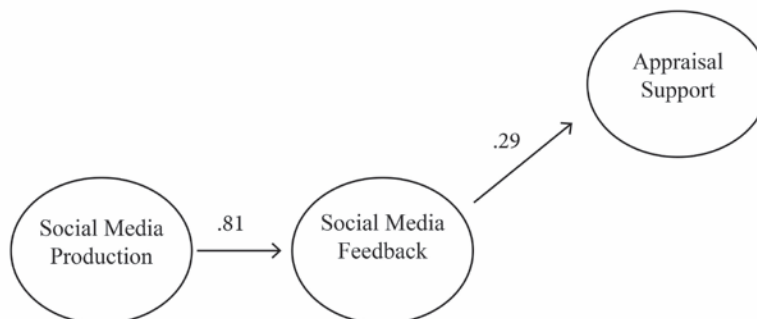 Appraisal
Support
.29
Social Media
Production
.81
Social Media
Feedback